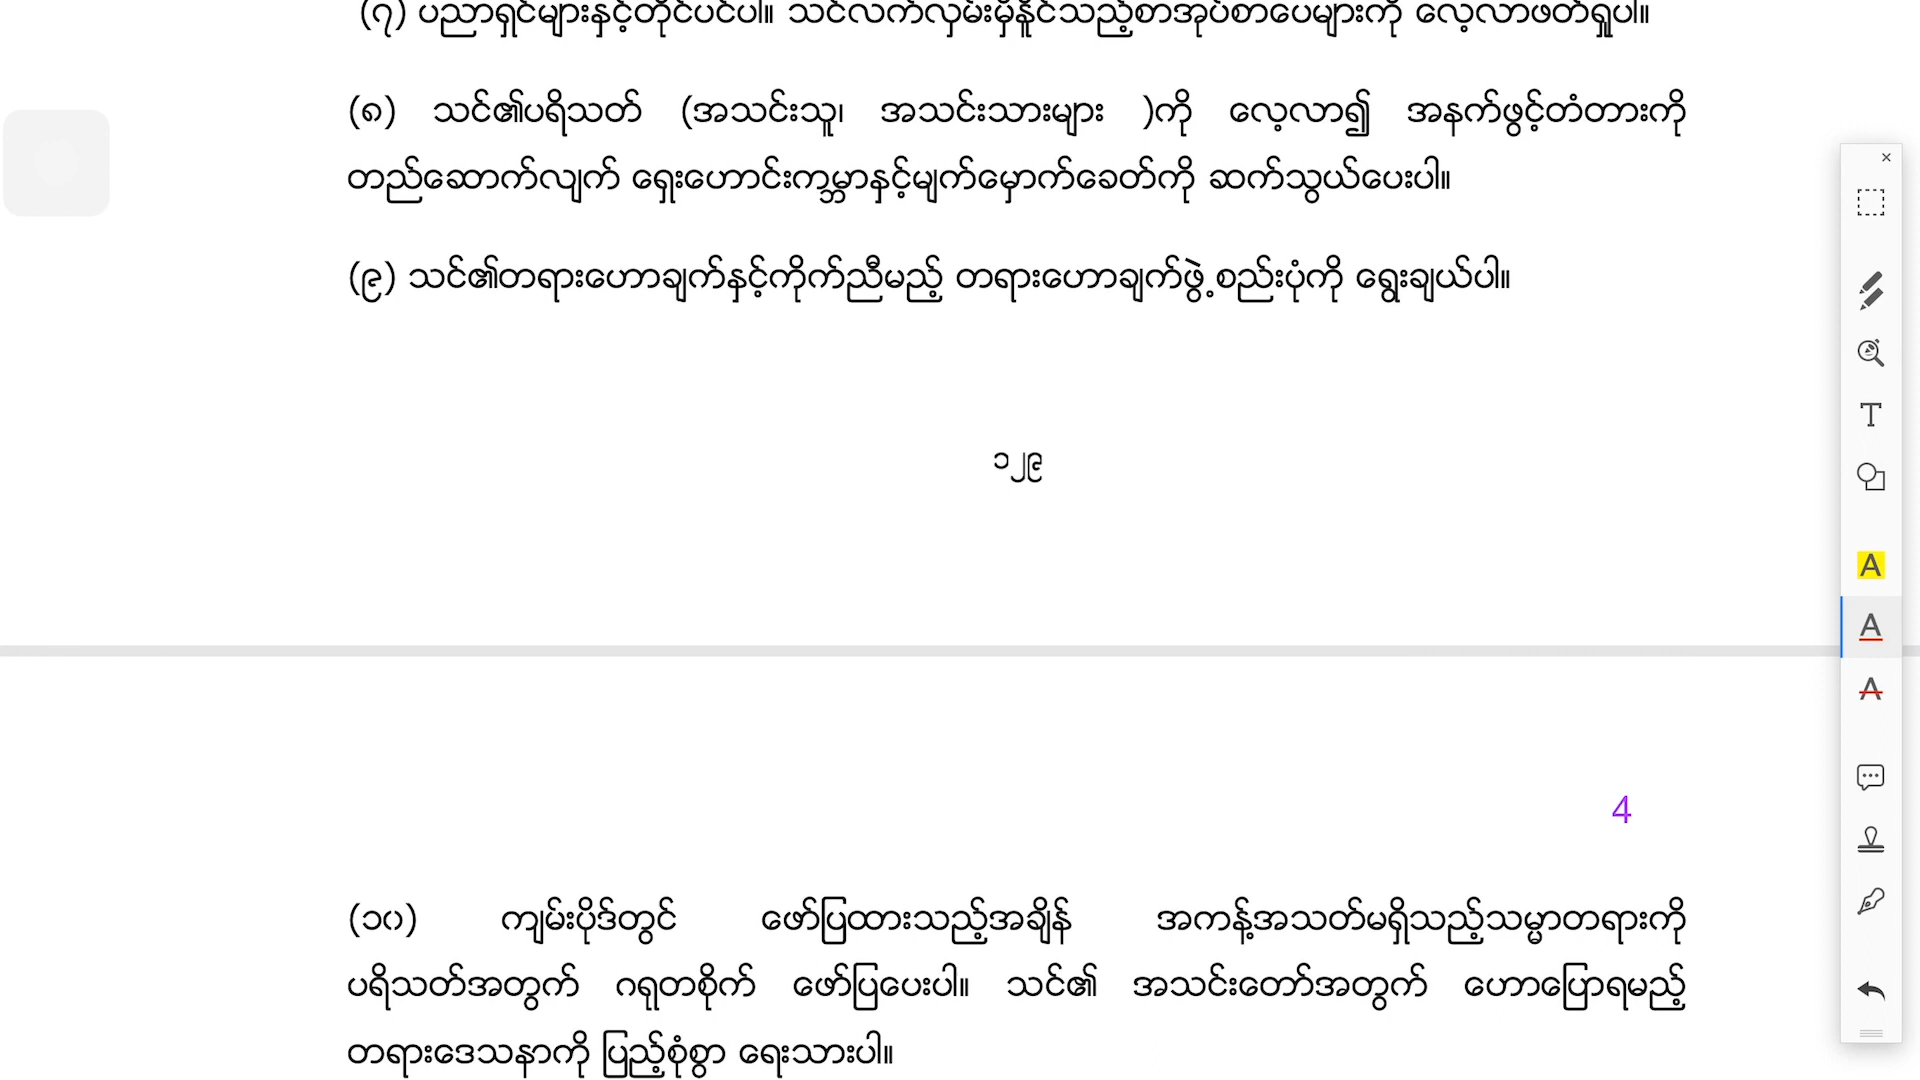 (၇) ပညာရှင်များနှင့်တိုင်ပင်ပါ။ သင်လက်လှမ်းမှီနိူင်သည့်စာအုပ်စာပေများကို လေ့လာဖတ်ရှုပါ။
(၈) သင်၏ပရိသတ် (အသင်းသူ၊ အသင်းသားများ )ကို လေ့လာ၍ အနက်ဖွင့်တံတားကို
တည်ဆောက်လျက် ရှေးဟောင်းကမ္ဘာနှင့်မျက်မှောက်ခေတ်ကို ဆက်သွယ်ပေးပါ။
(၉) သင်၏တရားဟောချက်နှင့်ကိုက်ညီမည့် တရားဟောချက်ဖွဲ့စည်းပုံကို ရွေးချယ်ပါ။
၁၂၉
4
(၁၀) ကျမ်းပိုဒ်တွင် ဖော်ပြထားသည့်အချိန် အကန့်အသတ်မရှိသည့်သမ္မာတရားကို
ပရိသတ်အတွက် ဂရုတစိုက် ဖော်ပြပေးပါ။ သင်၏ အသင်းတော်အတွက် ဟောပြောရမည့်
တရားဒေသနာကို ပြည့်စုံစွာ ရေးသားပါ။